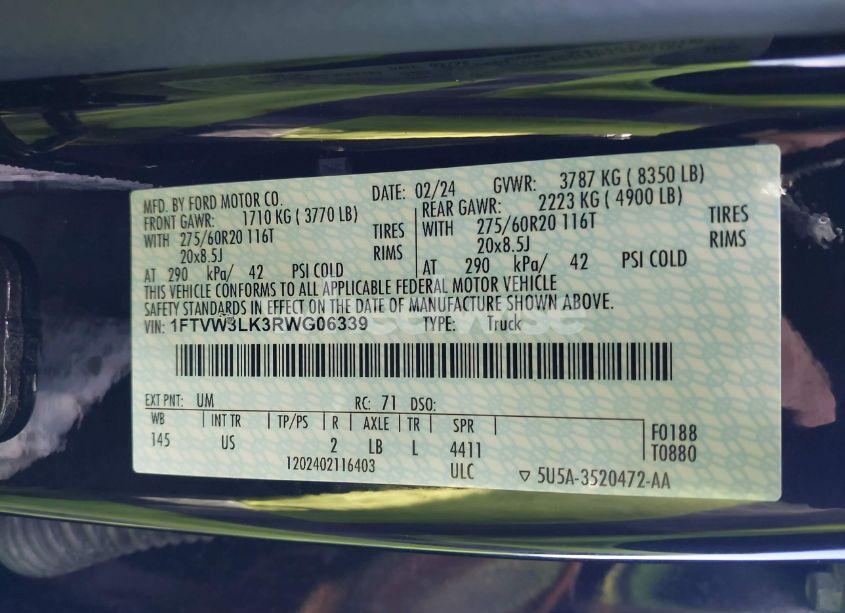 MFD. BY FORD MOTOR CO. DATE: 02/24 GVWR: 3787 KG ( 8350 LB)
FRONT GAWR: 1710 KG ( 3770 LB) REAR GAWR: 2223 KG ( 4900 LB)
WITH 275/60R20 116T TIRES WITH 275/60R20 116T TIRES
20x8.5J RIMS 20x8.5J RIMS
AT 290 kPa/ 42 PSI COLD AT 290 kPa/ 42 PSI COLD
THIS VEHICLE CONFORMS TO ALL APPLICABLE FEDERAL MOTOR VEHICLE
SAFETY STANDARDS IN EFFECT ON THE DATE OF MANUFACTURE SHOWN ABOVE.
VIN: 1FTVW3LK3RWG06339 TYPE: Truck
EXT PNT: UM RC: 71 DSO:
WB INT TR TP/PS R AXLE TR SPR F0188
145 US 2 LB L 4411 T0880
1202402116403 ULC ▽ 5U5A-3520472-AA